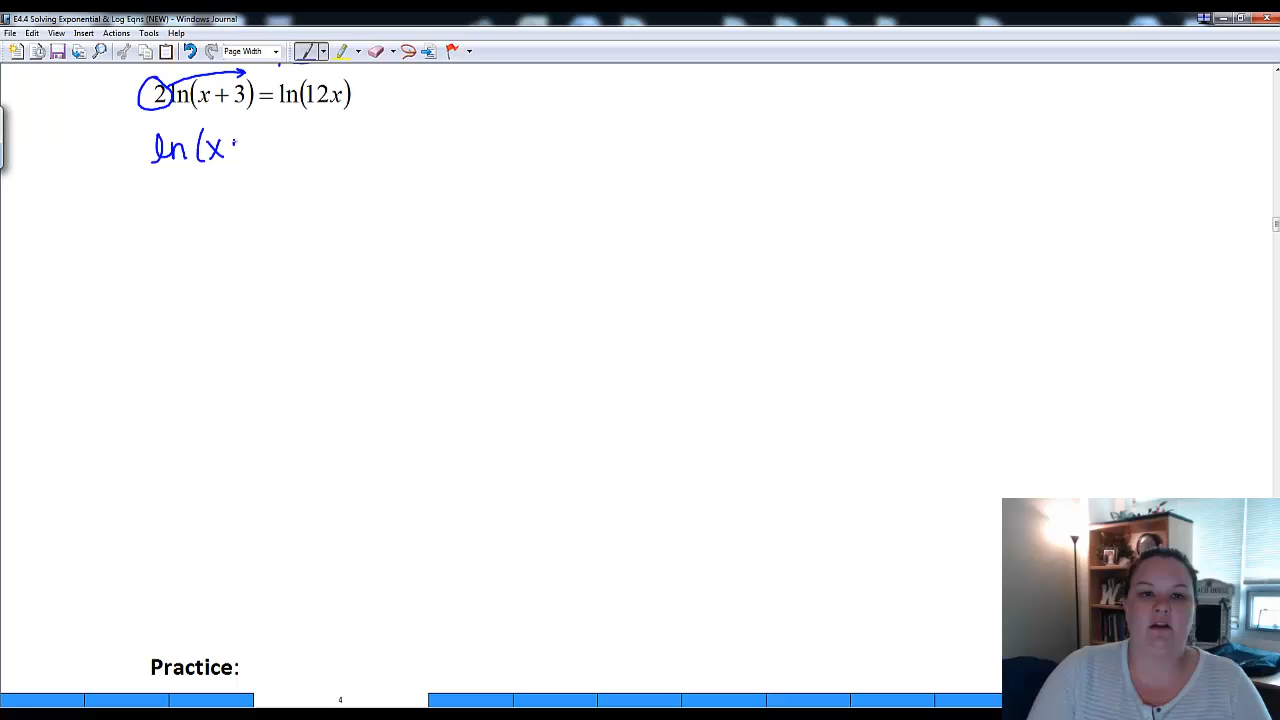 E4.4 Solving Exponential & Log Eqns (NEW) - Windows Journal
File Edit View Insert Actions Tools Help
Page Width
2ln(x + 3) = ln(12x)
ln(x
Practice:
4